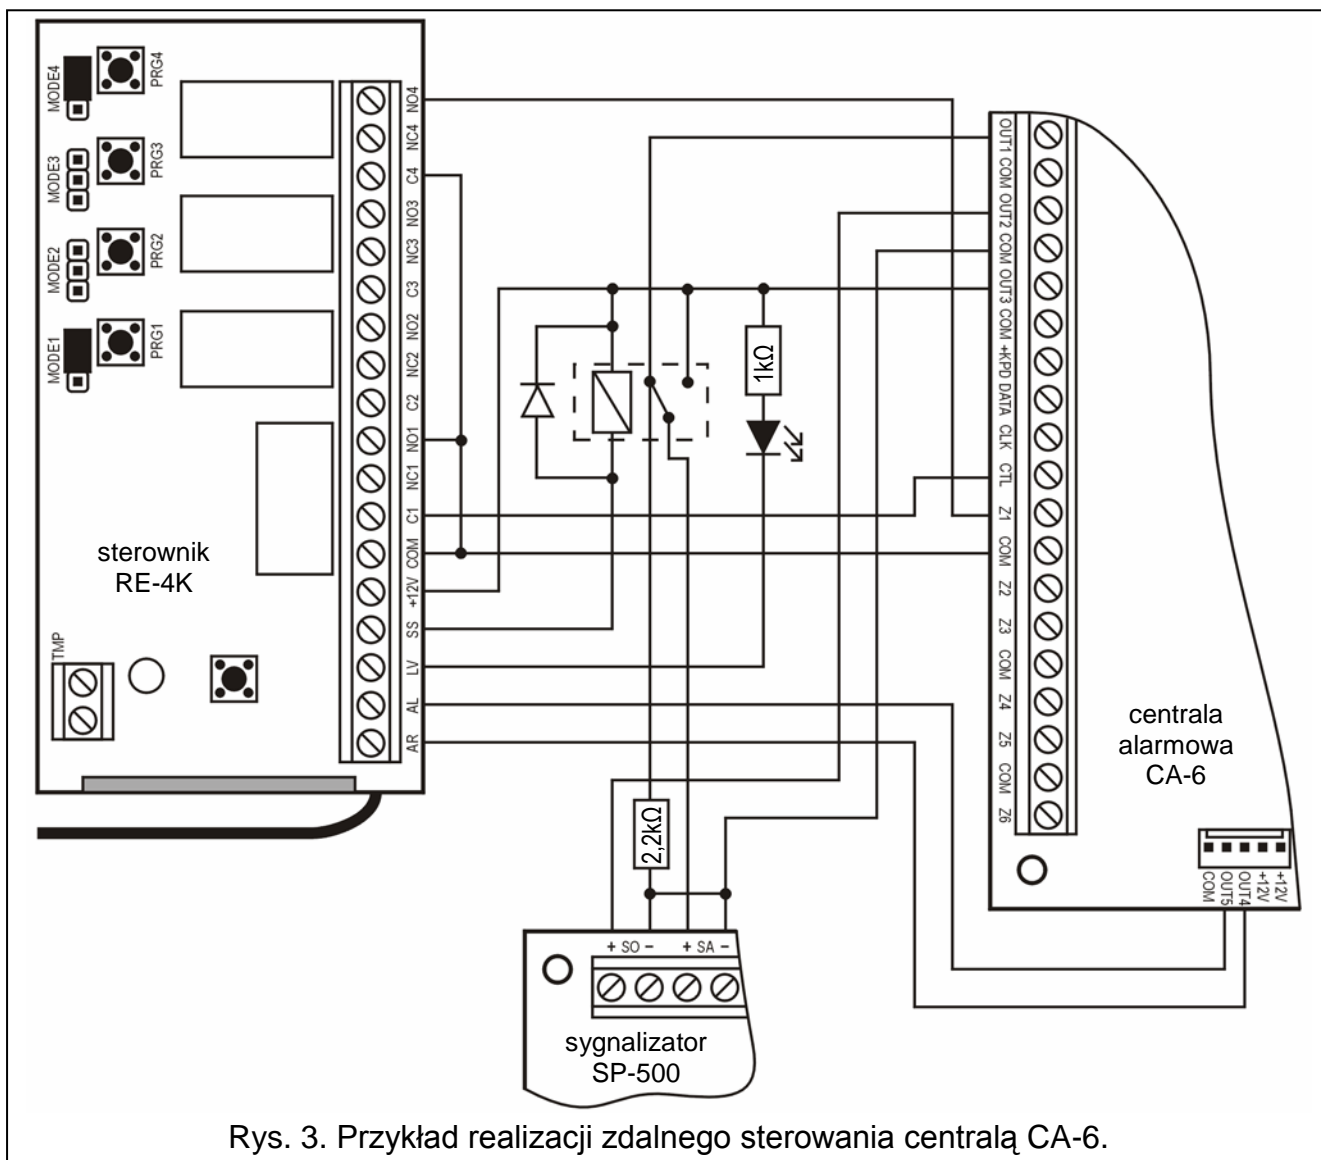 MODE4
PRG4
MODE3
PRG3
MODE2
PRG2
MODE1
PRG1
NO4
NC4
C4
NO3
NC3
C3
NO2
NC2
C2
NO1
NC1
C1
COM
+12V
SS
LV
AL
AR
sterownik
RE-4K
TMP
1kΩ
2,2kΩ
OUT1
COM
OUT2
COM
OUT3
COM
+KPD
DATA
CLK
CTL
Z1
COM
Z2
Z3
COM
Z4
Z5
COM
Z6
centrala
alarmowa
CA-6
COM
OUT5
OUT4
+12V
+12V
+ SO − + SA −
sygnalizator
SP-500
Rys. 3. Przykład realizacji zdalnego sterowania centralą CA-6.